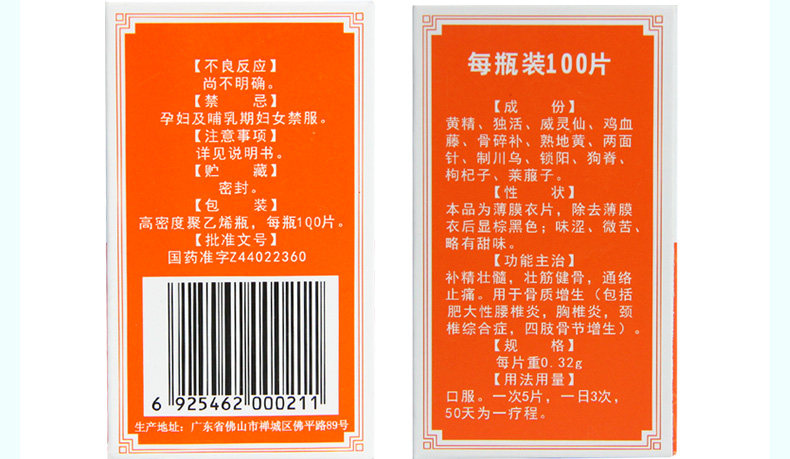 【不良反应】
尚不明确。
【禁 忌】
孕妇及哺乳期妇女禁服。
【注意事项】
详见说明书。
【贮 藏】
密封。
【包 装】
高密度聚乙烯瓶，每瓶100片。
【批准文号】
国药准字Z44022360
6 925462 000211
生产地址：广东省佛山市禅城区佛平路89号
每瓶装100片
【成 份】
黄精、独活、威灵仙、鸡血
藤、骨碎补、熟地黄、两面
针、制川乌、锁阳、狗脊、
枸杞子、莱菔子。
【性 状】
本品为薄膜衣片，除去薄膜
衣后显棕黑色；味涩、微苦、
略有甜味。
【功能主治】
补精壮髓，壮筋健骨，通络
止痛。用于骨质增生（包括
肥大性腰椎炎，胸椎炎，颈
椎综合症，四肢骨节增生）。
【规 格】
每片重0.32g
【用法用量】
口服。一次5片，一日3次，
50天为一疗程。